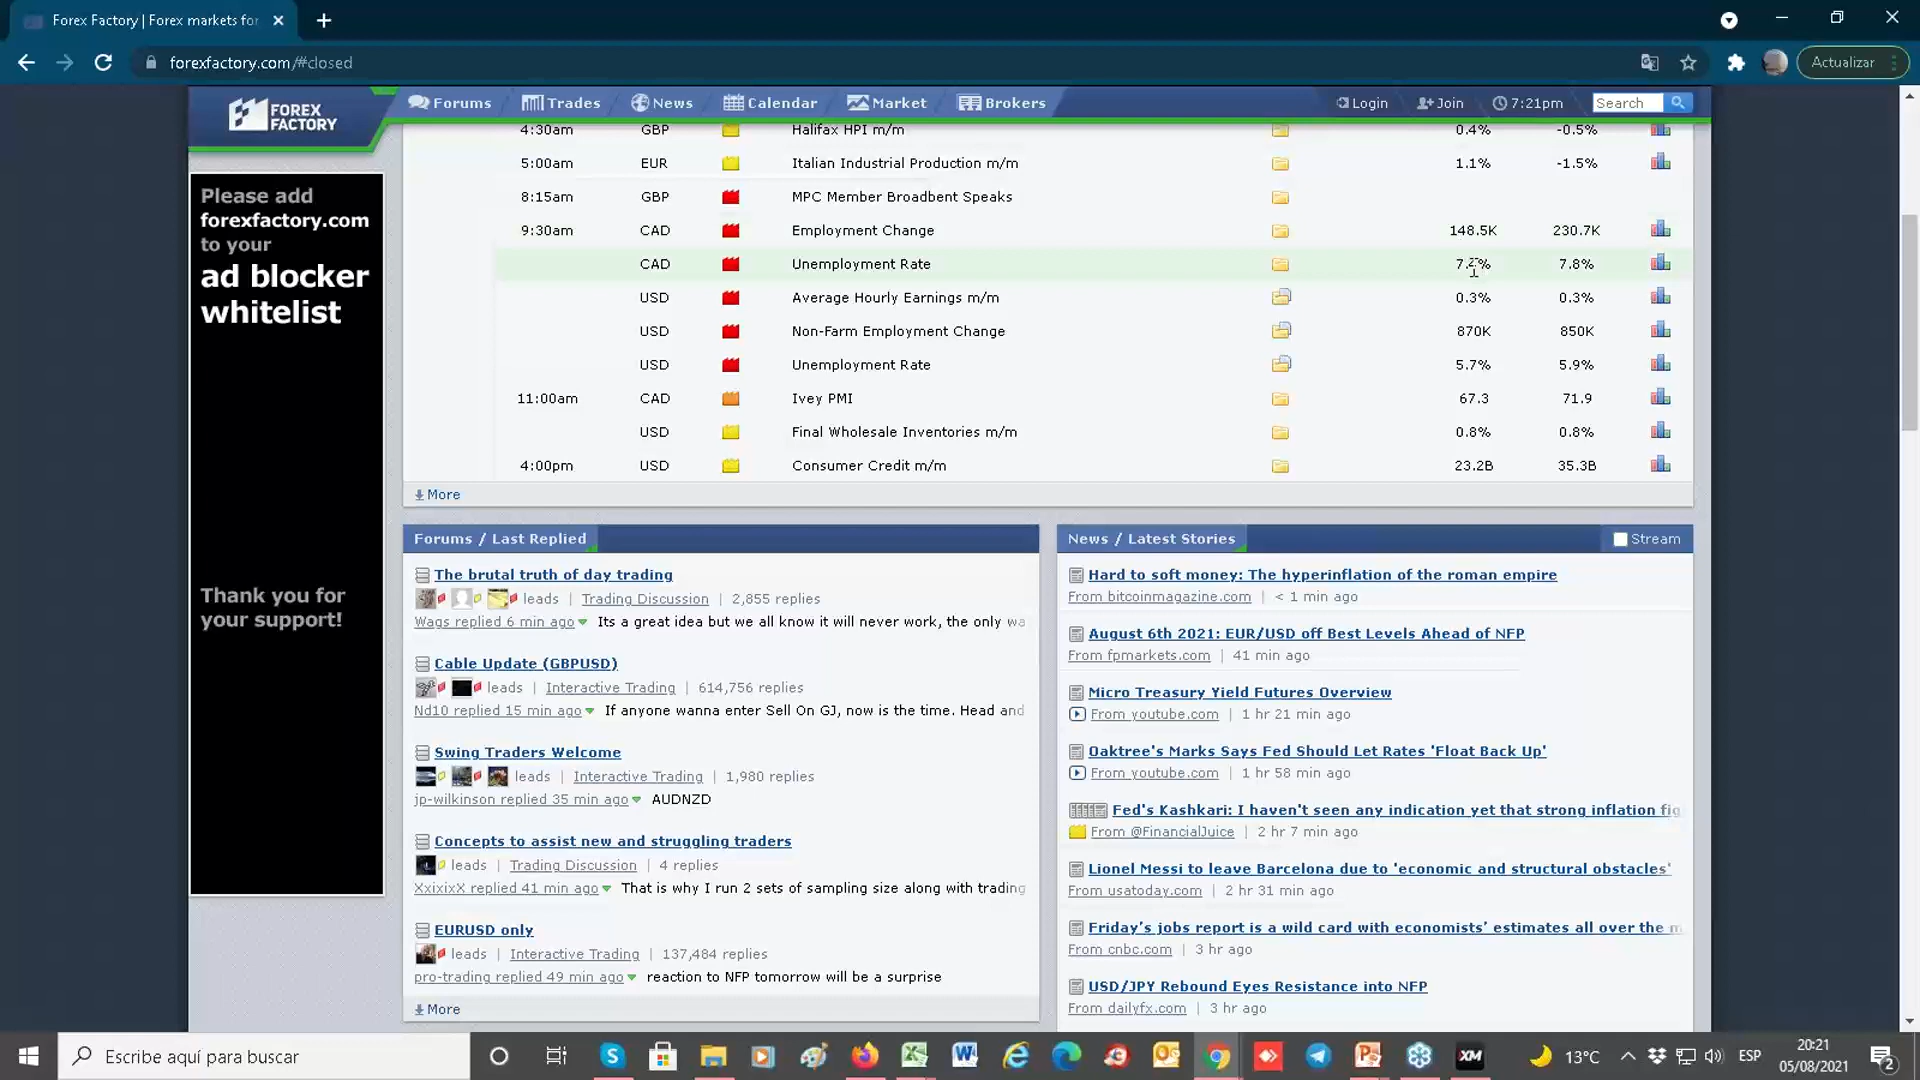 Forex Factory | Forex markets for
forexfactory.com/#closed
Actualizar
FOREX FACTORY
Forums
Trades
News
Calendar
Market
Brokers
Login
Join
7:21pm
Search
4:30am GBP Halifax HPI m/m 0.4% -0.5%
5:00am EUR Italian Industrial Production m/m 1.1% -1.5%
8:15am GBP MPC Member Broadbent Speaks
9:30am CAD Employment Change 148.5K 230.7K
CAD Unemployment Rate 7.8%
USD Average Hourly Earnings m/m 0.3% 0.3%
USD Non-Farm Employment Change 870K 850K
USD Unemployment Rate 5.7% 5.9%
11:00am CAD Ivey PMI 67.3 71.9
USD Final Wholesale Inventories m/m 0.8% 0.8%
4:00pm USD Consumer Credit m/m 23.2B 35.3B
More
Please add
forexfactory.com
to your
ad blocker
whitelist
Thank you for
your support!
Forums / Last Replied
The brutal truth of day trading
leads | Trading Discussion | 2,855 replies
Wags replied 6 min ago Its a great idea but we all know it will never work, the only wa
Cable Update (GBPUSD)
leads | Interactive Trading | 614,756 replies
Nd10 replied 15 min ago If anyone wanna enter Sell On GJ, now is the time. Head and
Swing Traders Welcome
leads | Interactive Trading | 1,980 replies
jp-wilkinson replied 35 min ago AUDNZD
Concepts to assist new and struggling traders
leads | Trading Discussion | 4 replies
XxixixX replied 41 min ago That is why I run 2 sets of sampling size along with trading
EURUSD only
leads | Interactive Trading | 137,484 replies
pro-trading replied 49 min ago reaction to NFP tomorrow will be a surprise
More
News / Latest Stories
Stream
Hard to soft money: The hyperinflation of the roman empire
From bitcoinmagazine.com | < 1 min ago
August 6th 2021: EUR/USD off Best Levels Ahead of NFP
From fpmarkets.com | 41 min ago
Micro Treasury Yield Futures Overview
From youtube.com | 1 hr 21 min ago
Oaktree's Marks Says Fed Should Let Rates 'Float Back Up'
From youtube.com | 1 hr 58 min ago
Fed's Kashkari: I haven't seen any indication yet that strong inflation fig
From @FinancialJuice | 2 hr 7 min ago
Lionel Messi to leave Barcelona due to 'economic and structural obstacles'
From usatoday.com | 2 hr 31 min ago
Friday's jobs report is a wild card with economists' estimates all over the m
From cnbc.com | 3 hr ago
USD/JPY Rebound Eyes Resistance into NFP
From dailyfx.com | 3 hr ago
Escribe aquí para buscar
XM
13°C
ESP
20:21
05/08/2021
2